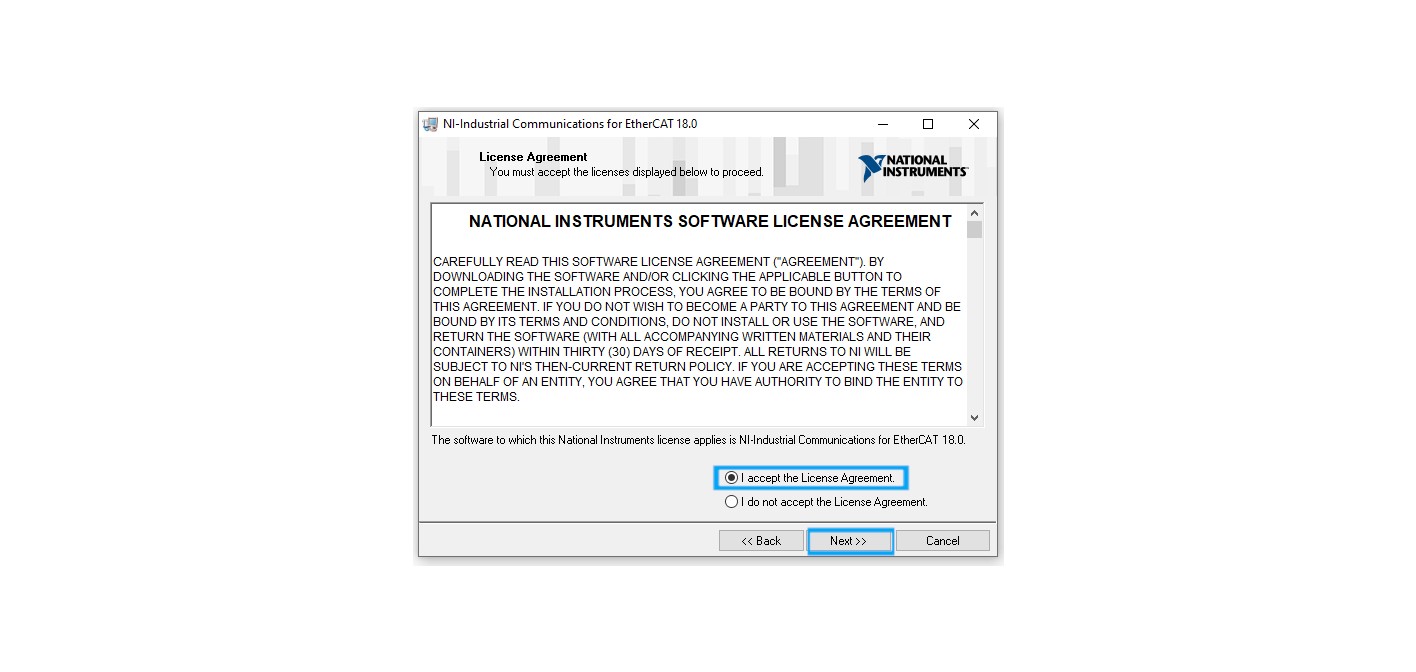 NI-Industrial Communications for EtherCAT 18.0
License Agreement
You must accept the licenses displayed below to proceed.
NATIONAL
INSTRUMENTS
NATIONAL INSTRUMENTS SOFTWARE LICENSE AGREEMENT
CAREFULLY READ THIS SOFTWARE LICENSE AGREEMENT ("AGREEMENT"). BY
DOWNLOADING THE SOFTWARE AND/OR CLICKING THE APPLICABLE BUTTON TO
COMPLETE THE INSTALLATION PROCESS, YOU AGREE TO BE BOUND BY THE TERMS OF
THIS AGREEMENT. IF YOU DO NOT WISH TO BECOME A PARTY TO THIS AGREEMENT AND BE
BOUND BY ITS TERMS AND CONDITIONS, DO NOT INSTALL OR USE THE SOFTWARE, AND
RETURN THE SOFTWARE (WITH ALL ACCOMPANYING WRITTEN MATERIALS AND THEIR
CONTAINERS) WITHIN THIRTY (30) DAYS OF RECEIPT. ALL RETURNS TO NI WILL BE
SUBJECT TO NI'S THEN-CURRENT RETURN POLICY. IF YOU ARE ACCEPTING THESE TERMS
ON BEHALF OF AN ENTITY, YOU AGREE THAT YOU HAVE AUTHORITY TO BIND THE ENTITY TO
THESE TERMS.
The software to which this National Instruments license applies is NI-Industrial Communications for EtherCAT 18.0.
I accept the License Agreement.
I do not accept the License Agreement.
<< Back
Next >>
Cancel